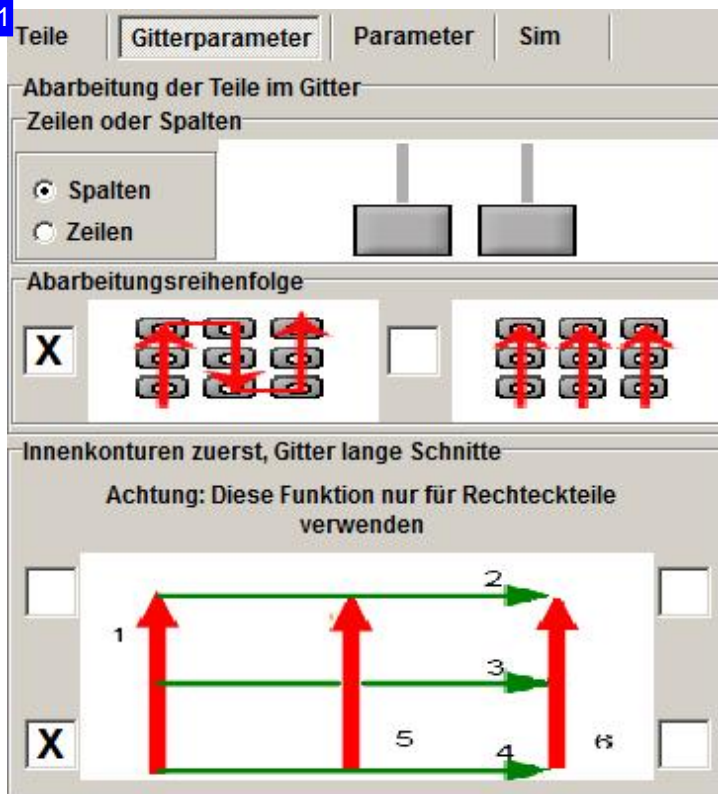 1
Teile Gitterparameter Parameter Sim
Abarbeitung der Teile im Gitter
Zeilen oder Spalten
Spalten
Zeilen
Abarbeitungsreihenfolge
X
Innenkonturen zuerst, Gitter lange Schnitte
Achtung: Diese Funktion nur für Rechteckteile
verwenden
2
1
3
X 5 4 6